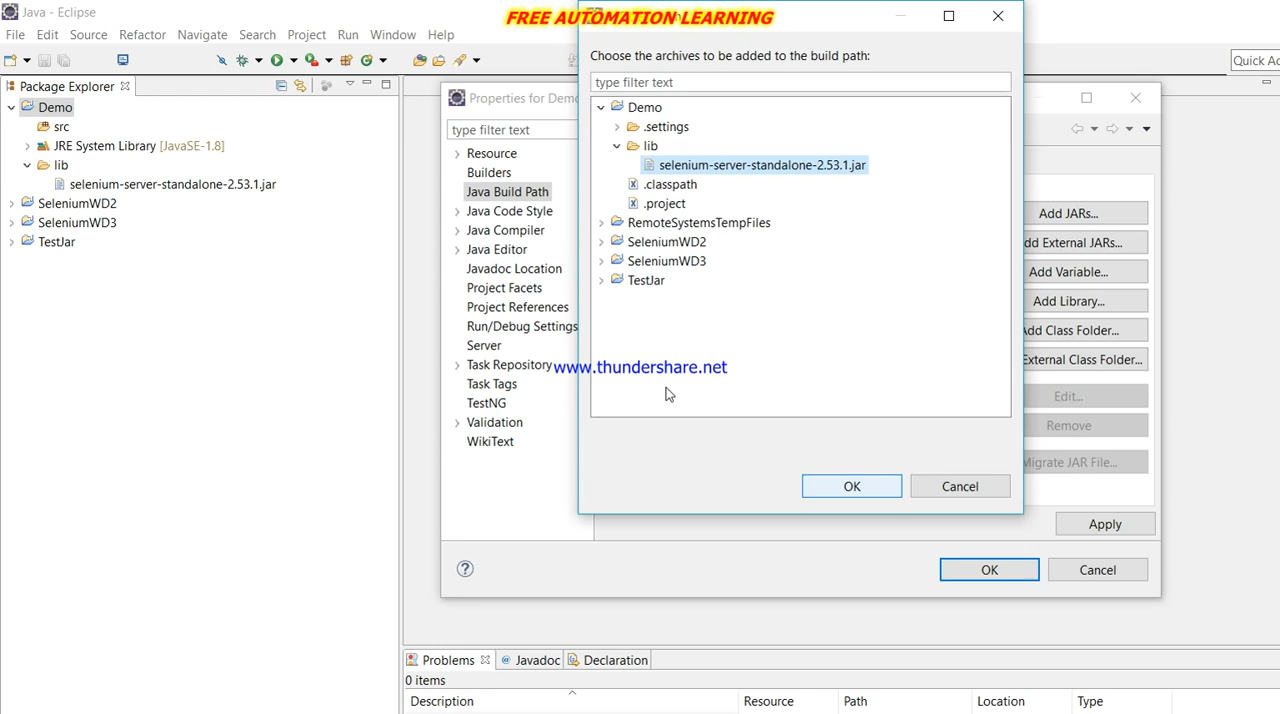 Java - Eclipse
FREE AUTOMATION LEARNING
File Edit Source Refactor Navigate Search Project Run Window Help
Quick Ac
Package Explorer
Demo
src
JRE System Library [JavaSE-1.8]
lib
selenium-server-standalone-2.53.1.jar
SeleniumWD2
SeleniumWD3
TestJar
Properties for Demo
type filter text
Resource
Builders
Java Build Path
Java Code Style
Java Compiler
Java Editor
Javadoc Location
Project Facets
Project References
Run/Debug Settings
Server
Task Repository
Task Tags
TestNG
Validation
WikiText
Choose the archives to be added to the build path:
type filter text
Demo
.settings
lib
selenium-server-standalone-2.53.1.jar
.classpath
.project
RemoteSystemsTempFiles
SeleniumWD2
SeleniumWD3
TestJar
www.thundershare.net
OK Cancel
Add JARs...
dd External JARs...
Add Variable...
Add Library...
Add Class Folder...
External Class Folder...
Edit...
Remove
Migrate JAR File...
Apply
OK Cancel
Problems Javadoc Declaration
0 items
Description Resource Path Location Type